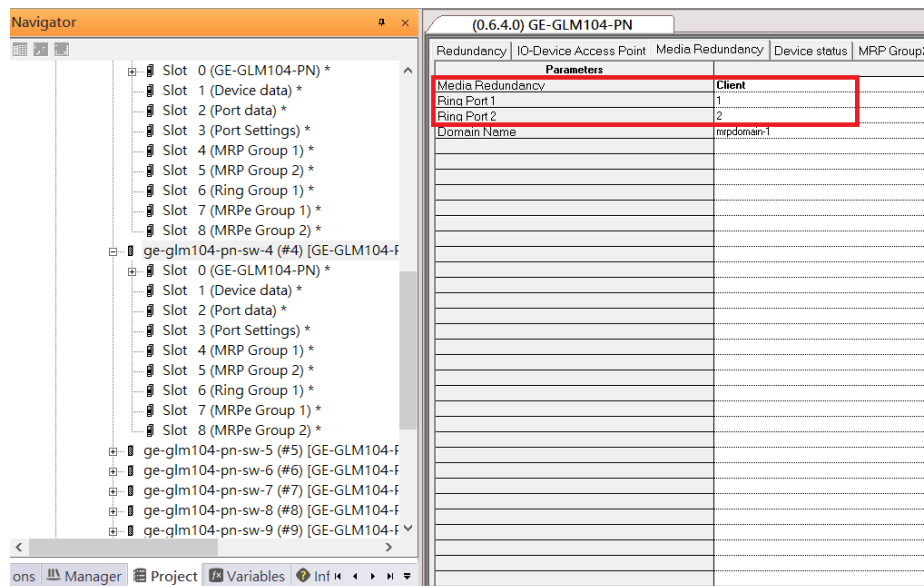 Navigator
Slot 0 (GE-GLM104-PN) *
Slot 1 (Device data) *
Slot 2 (Port data) *
Slot 3 (Port Settings) *
Slot 4 (MRP Group 1) *
Slot 5 (MRP Group 2) *
Slot 6 (Ring Group 1) *
Slot 7 (MRPe Group 1) *
Slot 8 (MRPe Group 2) *
ge-glm104-pn-sw-4 (#4) [GE-GLM104-P
Slot 0 (GE-GLM104-PN) *
Slot 1 (Device data) *
Slot 2 (Port data) *
Slot 3 (Port Settings) *
Slot 4 (MRP Group 1) *
Slot 5 (MRP Group 2) *
Slot 6 (Ring Group 1) *
Slot 7 (MRPe Group 1) *
Slot 8 (MRPe Group 2) *
ge-glm104-pn-sw-5 (#5) [GE-GLM104-F
ge-glm104-pn-sw-6 (#6) [GE-GLM104-F
ge-glm104-pn-sw-7 (#7) [GE-GLM104-F
ge-glm104-pn-sw-8 (#8) [GE-GLM104-F
ge-glm104-pn-sw-9 (#9) [GE-GLM104-F
ons Manager Project Variables Inf
(0.6.4.0) GE-GLM104-PN
Redundancy IO-Device Access Point Media Redundancy Device status MRP Group2
Parameters
Media Redundancy Client
Ring Port 1 1
Ring Port 2 2
Domain Name mrpdomain-1